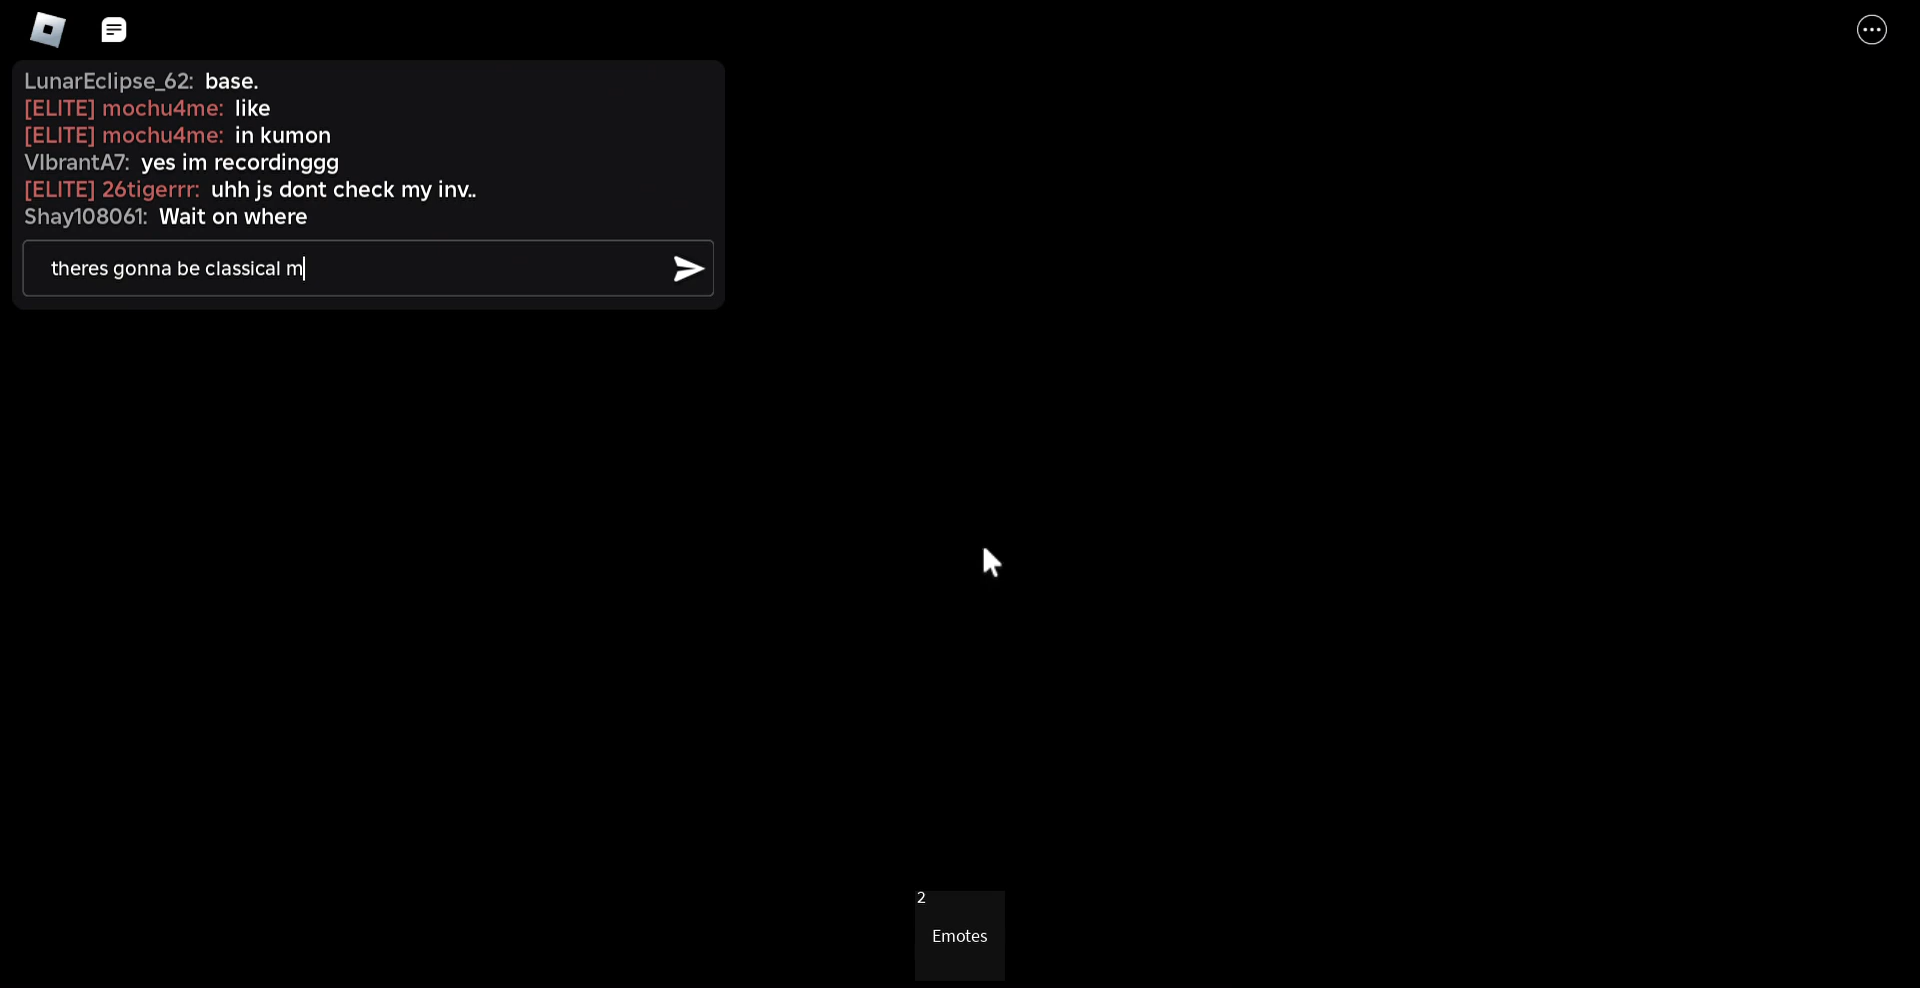 LunarEclipse_62: base.
[ELITE] mochu4me: like
[ELITE] mochu4me: in kumon
VIbrantA7: yes im recordinggg
[ELITE] 26tigerrr: uhh js dont check my inv..
Shay108061: Wait on where
theres gonna be classical m
2
Emotes